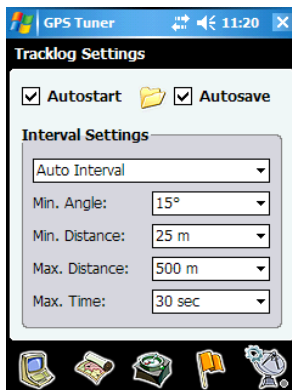 GPS Tuner 11:20
Tracklog Settings
Autostart Autosave
Interval Settings
Auto Interval
Min. Angle: 15°
Min. Distance: 25 m
Max. Distance: 500 m
Max. Time: 30 sec